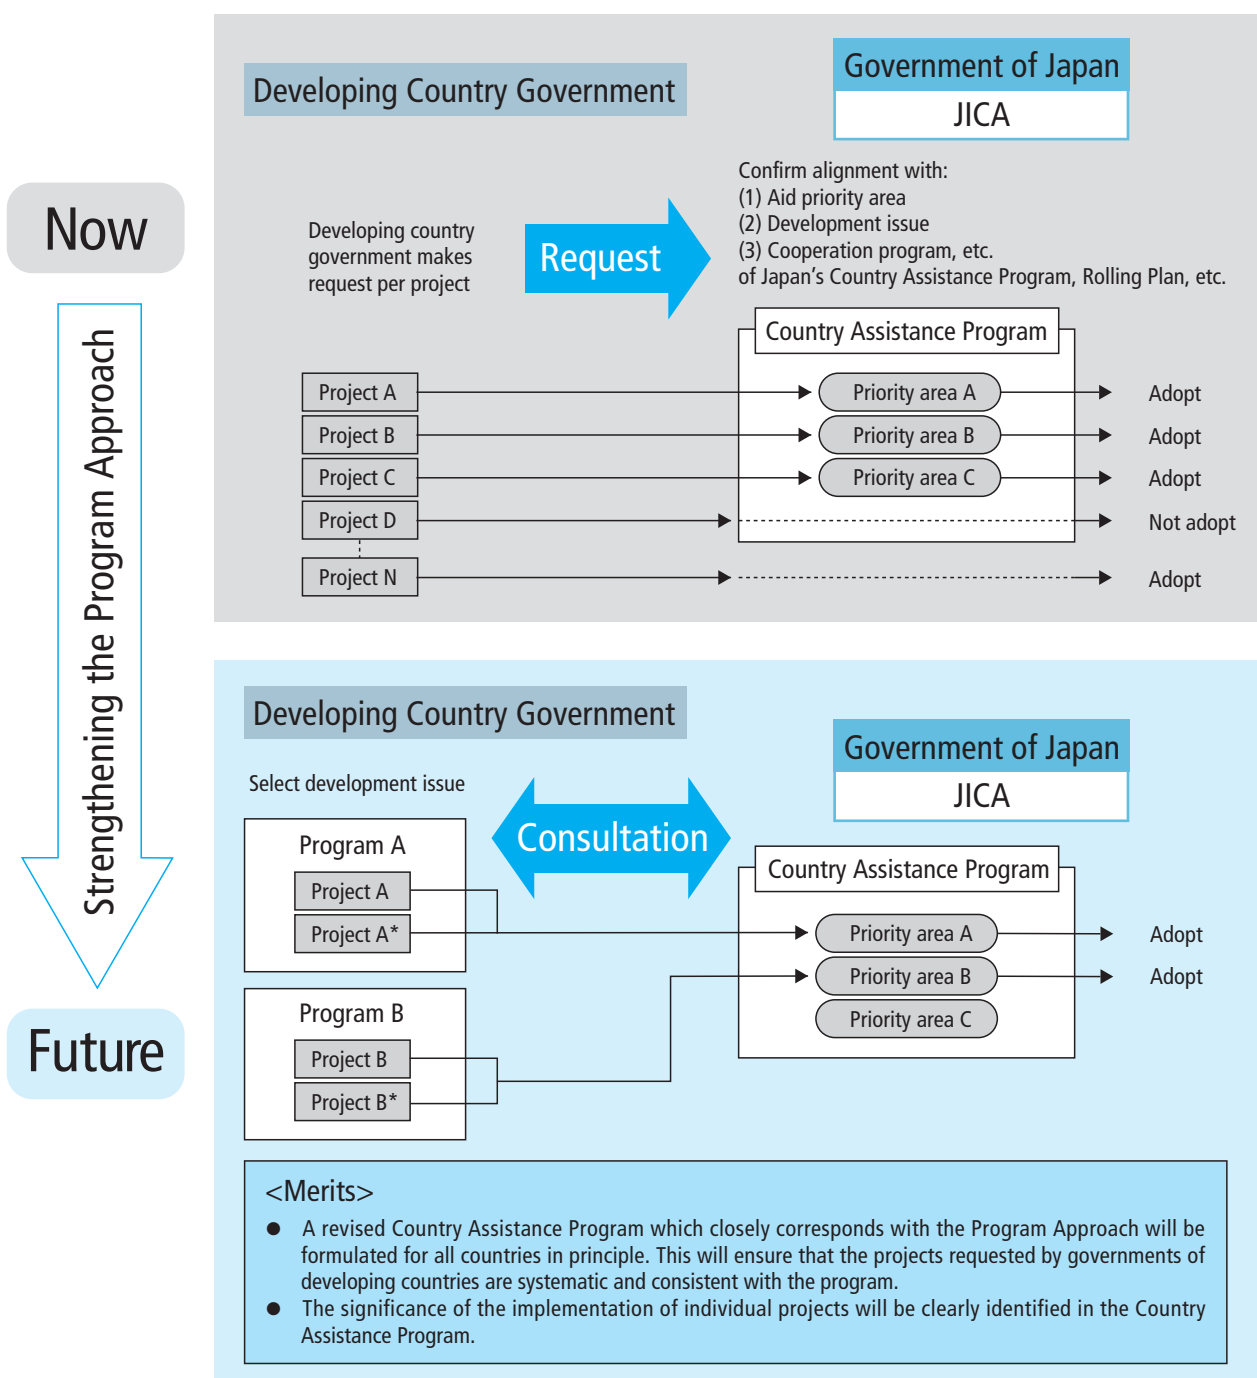 Now
Strengthening the Program Approach
Future
Developing Country Government
Government of Japan
JICA
Developing country
government makes
request per project
Request
Confirm alignment with:
(1) Aid priority area
(2) Development issue
(3) Cooperation program, etc.
of Japan's Country Assistance Program, Rolling Plan, etc.
Country Assistance Program
Project A
Priority area A
Adopt
Project B
Priority area B
Adopt
Project C
Priority area C
Adopt
Project D
Not adopt
Project N
Adopt
Developing Country Government
Government of Japan
JICA
Select development issue
Consultation
Program A
Project A
Project A*
Country Assistance Program
Priority area A
Adopt
Priority area B
Adopt
Priority area C
Program B
Project B
Project B*
<Merits>
● A revised Country Assistance Program which closely corresponds with the Program Approach will be
formulated for all countries in principle. This will ensure that the projects requested by governments of
developing countries are systematic and consistent with the program.
● The significance of the implementation of individual projects will be clearly identified in the Country
Assistance Program.